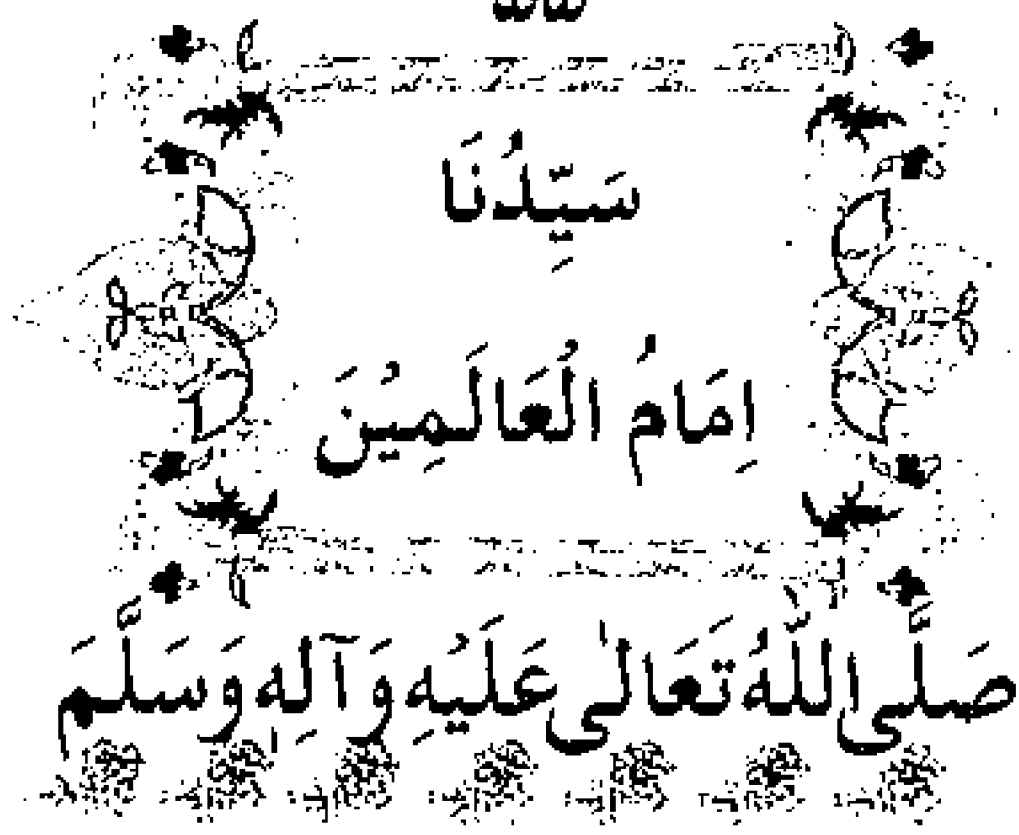 سَيِّدُنَا
اِمَامُ الْعَالَمِيْنَ
صَلَّى اللّٰهُ تَعَالٰى عَلَيْهِ وَآلِهٖ وَسَلَّمَ